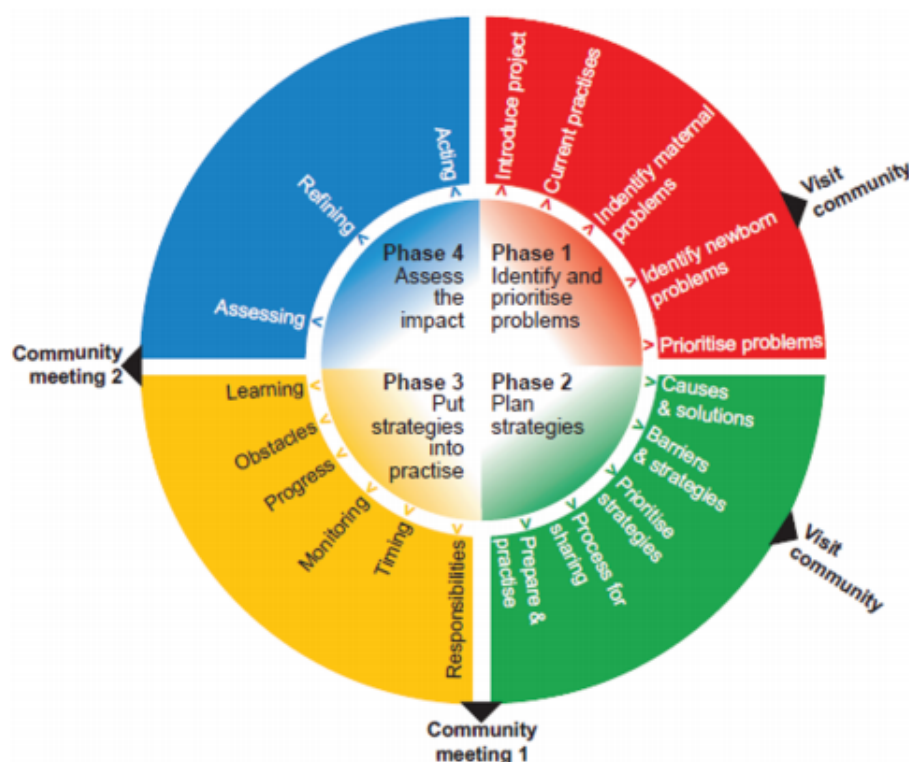 Phase 1
Identify and
prioritise
problems
Introduce project
Current practises
Indentify maternal
problems
Identify newborn
problems
Prioritise problems
Visit
community
Phase 2
Plan
strategies
Causes
& solutions
Barriers
& strategies
Prioritise
strategies
Process for
sharing
Prepare &
practise
Visit
community
Community
meeting 1
Phase 3
Put
strategies
into
practise
Responsibilities
Timing
Monitoring
Progress
Obstacles
Learning
Community
meeting 2
Phase 4
Assess
the
impact
Assessing
Refining
Acting